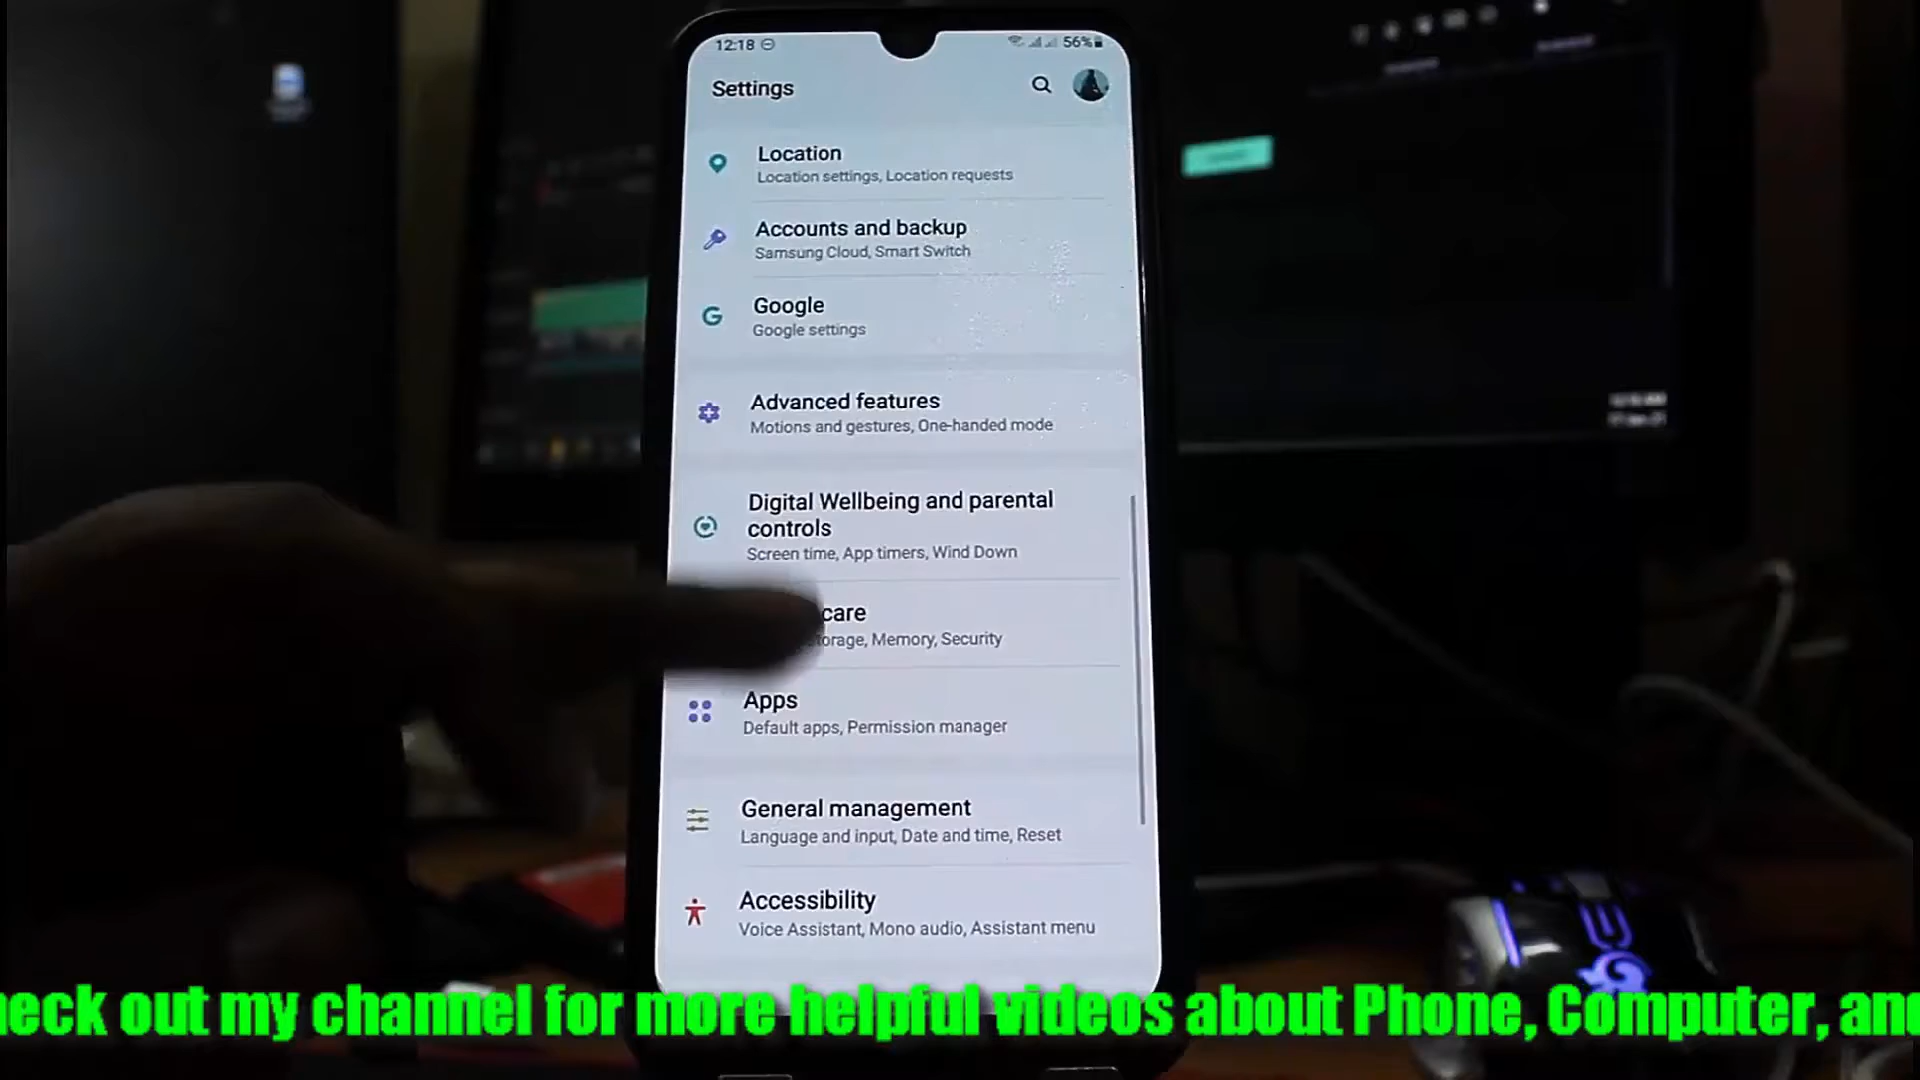 12:18
56%
Settings
Location
Location settings, Location requests
Accounts and backup
Samsung Cloud, Smart Switch
Google
Google settings
Advanced features
Motions and gestures, One-handed mode
Digital Wellbeing and parental
controls
Screen time, App timers, Wind Down
care
Memory, Security
Apps
Default apps, Permission manager
General management
Language and input, Date and time, Reset
Accessibility
Voice Assistant, Mono audio, Assistant menu
heck out my channel for more helpful videos about Phone, Computer, and